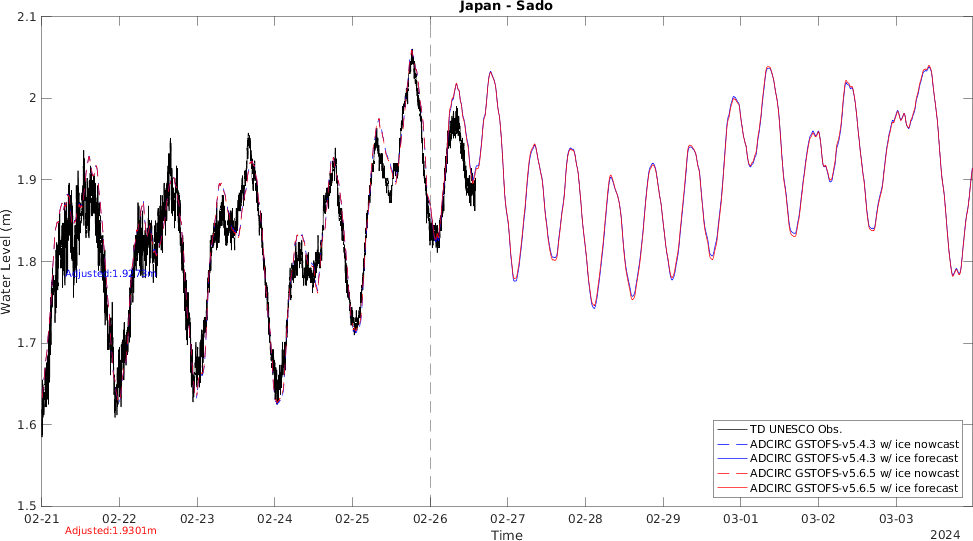 Japan - Sado
2.1
2
1.9
1.8
1.7
1.6
1.5
Water Level (m)
Adjusted:1.9278m
TD UNESCO Obs.
ADCIRC GSTOFS-v5.4.3 w/ ice nowcast
ADCIRC GSTOFS-v5.4.3 w/ ice forecast
ADCIRC GSTOFS-v5.6.5 w/ ice nowcast
ADCIRC GSTOFS-v5.6.5 w/ ice forecast
02-21 02-22 02-23 02-24 02-25 02-26 02-27 02-28 02-29 03-01 03-02 03-03
Adjusted:1.9301m
Time
2024